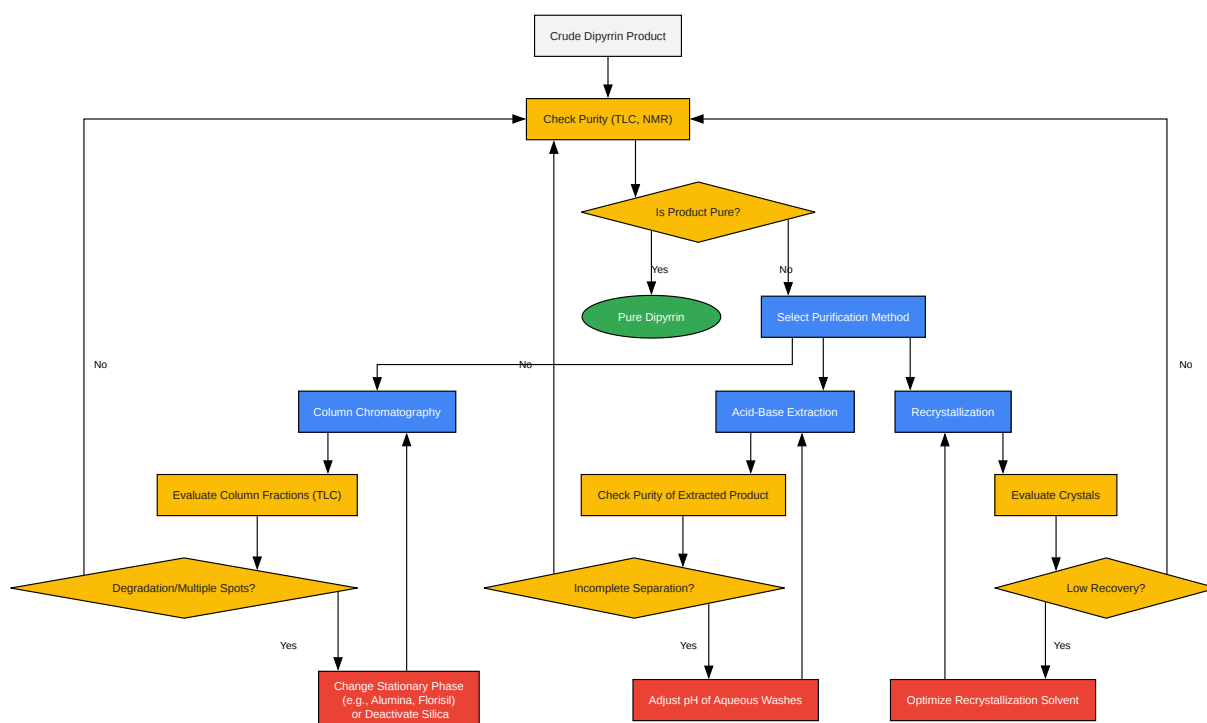 Crude Dipyrrin Product
Check Purity (TLC, NMR)
Is Product Pure?
Yes
No
Pure Dipyrrin
Select Purification Method
No
No
No
Column Chromatography
Acid-Base Extraction
Recrystallization
Evaluate Column Fractions (TLC)
Check Purity of Extracted Product
Evaluate Crystals
Degradation/Multiple Spots?
Incomplete Separation?
Low Recovery?
Yes
Yes
Yes
Change Stationary Phase
(e.g., Alumina, Florisil)
or Deactivate Silica
Adjust pH of Aqueous Washes
Optimize Recrystallization Solvent